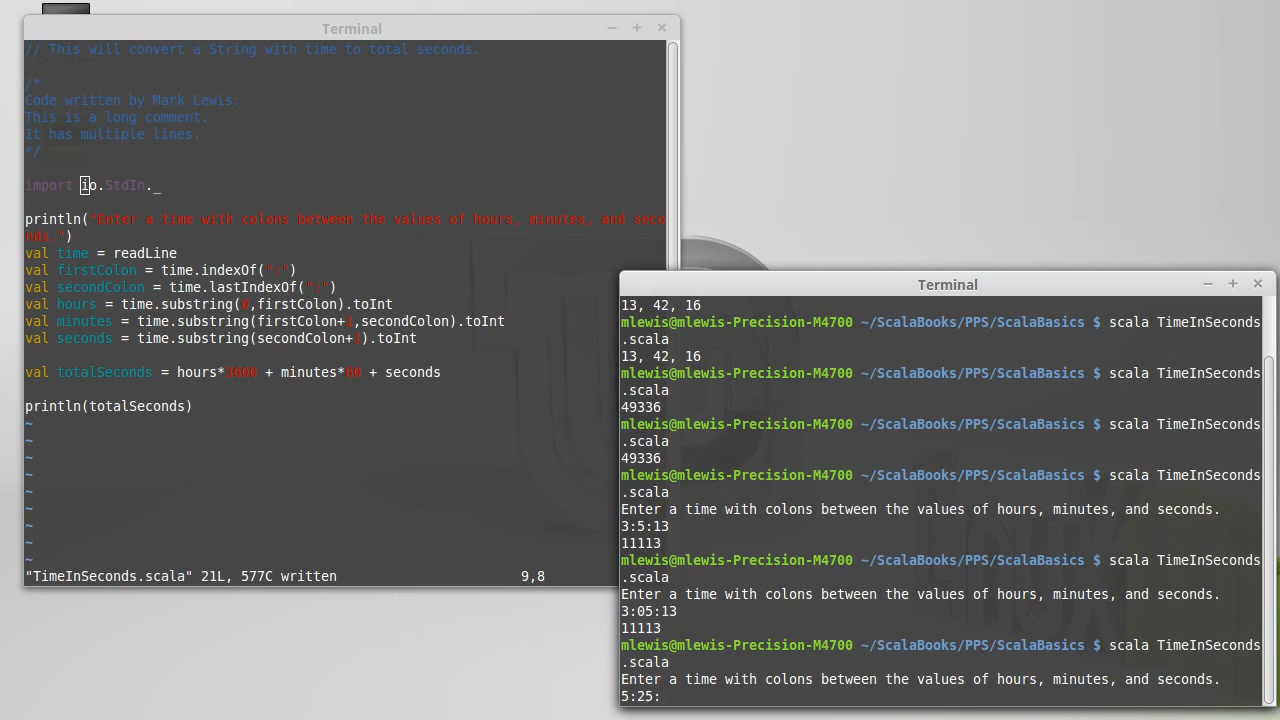 Terminal
// This will convert a String with time to total seconds.
/*
Code written by Mark Lewis.
This is a long comment.
It has multiple lines.
*/
import io.StdIn._
println("Enter a time with colons between the values of hours, minutes, and seco
nds.")
val time = readLine
val firstColon = time.indexOf(":")
val secondColon = time.lastIndexOf(":")
val hours = time.substring(0,firstColon).toInt
val minutes = time.substring(firstColon+1,secondColon).toInt
val seconds = time.substring(secondColon+1).toInt
val totalSeconds = hours*3600 + minutes*60 + seconds
println(totalSeconds)
~
~
~
~
~
~
~
~
~
"TimeInSeconds.scala" 21L, 577C written 9,8
Terminal
13, 42, 16
mlewis@mlewis-Precision-M4700 ~/ScalaBooks/PPS/ScalaBasics $ scala TimeInSeconds
.scala
13, 42, 16
mlewis@mlewis-Precision-M4700 ~/ScalaBooks/PPS/ScalaBasics $ scala TimeInSeconds
.scala
49336
mlewis@mlewis-Precision-M4700 ~/ScalaBooks/PPS/ScalaBasics $ scala TimeInSeconds
.scala
49336
mlewis@mlewis-Precision-M4700 ~/ScalaBooks/PPS/ScalaBasics $ scala TimeInSeconds
.scala
Enter a time with colons between the values of hours, minutes, and seconds.
3:5:13
11113
mlewis@mlewis-Precision-M4700 ~/ScalaBooks/PPS/ScalaBasics $ scala TimeInSeconds
.scala
Enter a time with colons between the values of hours, minutes, and seconds.
3:05:13
11113
mlewis@mlewis-Precision-M4700 ~/ScalaBooks/PPS/ScalaBasics $ scala TimeInSeconds
.scala
Enter a time with colons between the values of hours, minutes, and seconds.
5:25: